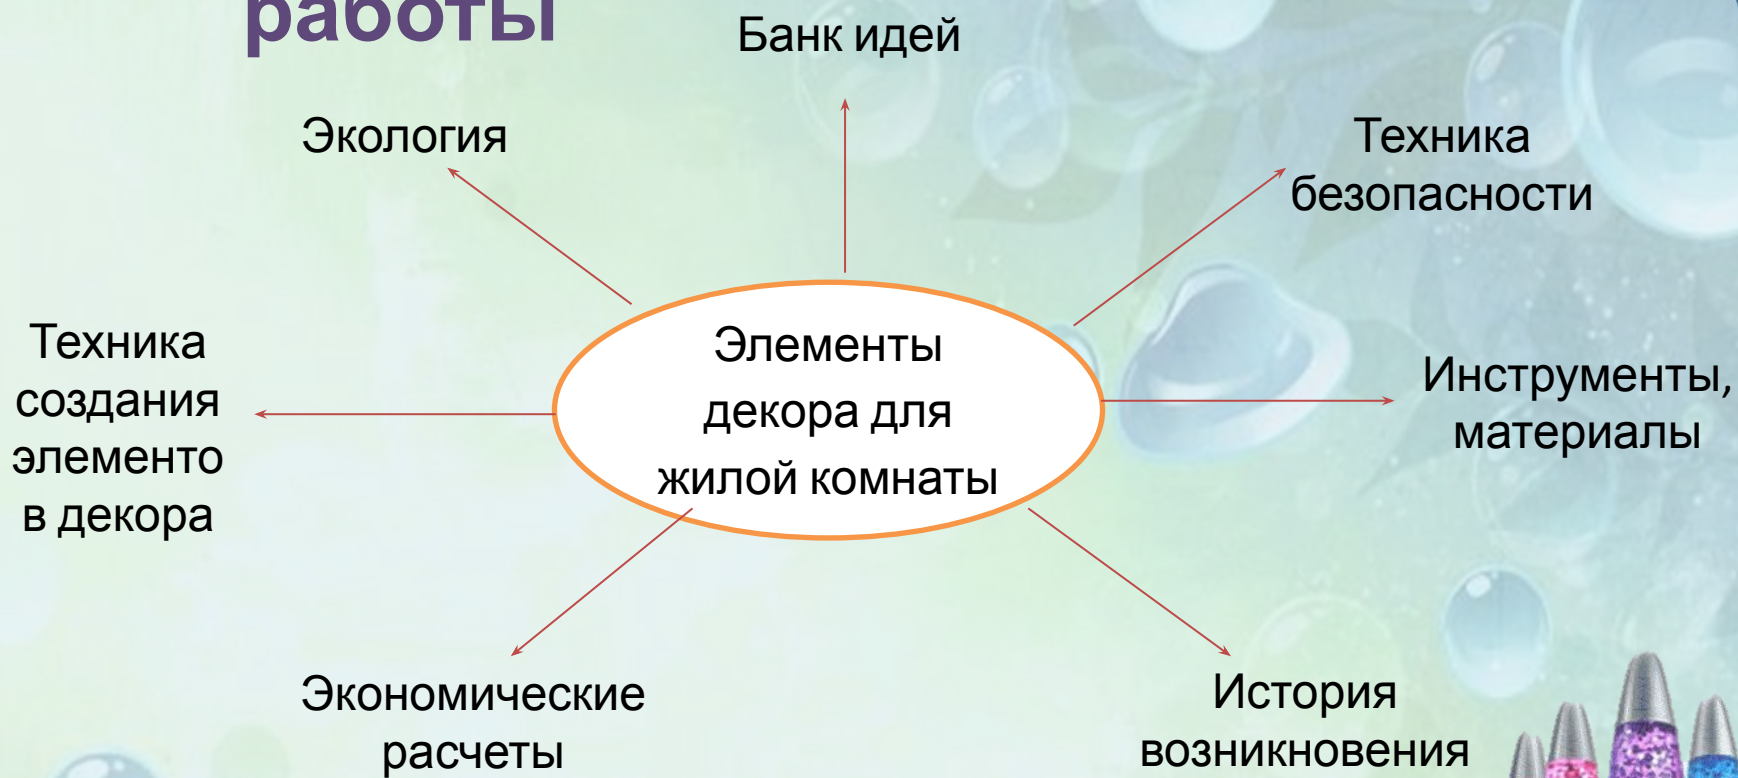 работы
Банк идей
Экология
Техника
безопасности
Техника
создания
элементо
в декора
Элементы
декора для
жилой комнаты
Инструменты,
материалы
Экономические
расчеты
История
возникновения